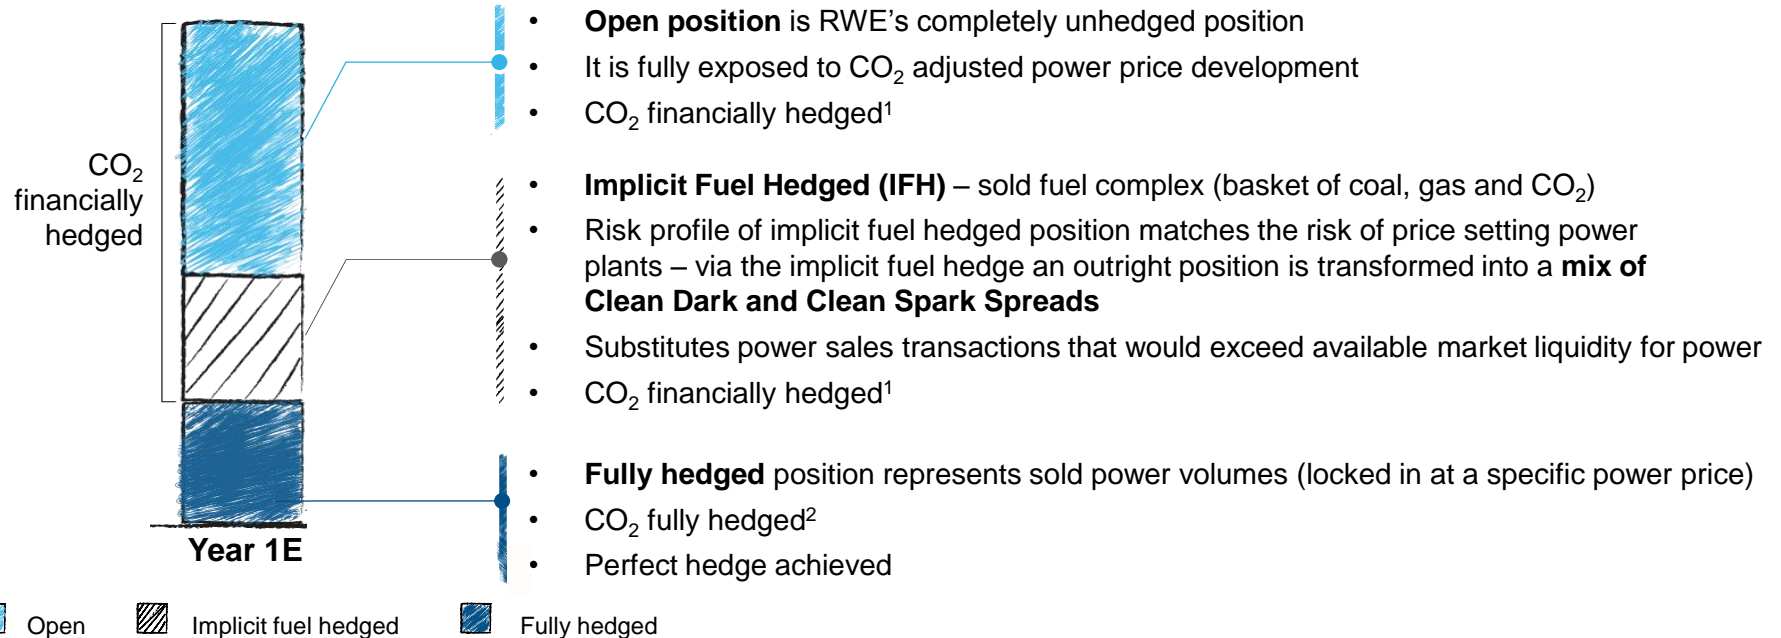 CO₂
financially
hedged
Year 1E
• Open position is RWE’s completely unhedged position
• It is fully exposed to CO₂ adjusted power price development
• CO₂ financially hedged¹
• Implicit Fuel Hedged (IFH) – sold fuel complex (basket of coal, gas and CO₂)
• Risk profile of implicit fuel hedged position matches the risk of price setting power
plants – via the implicit fuel hedge an outright position is transformed into a mix of
Clean Dark and Clean Spark Spreads
• Substitutes power sales transactions that would exceed available market liquidity for power
• CO₂ financially hedged¹
• Fully hedged position represents sold power volumes (locked in at a specific power price)
• CO₂ fully hedged²
• Perfect hedge achieved
Open Implicit fuel hedged Fully hedged